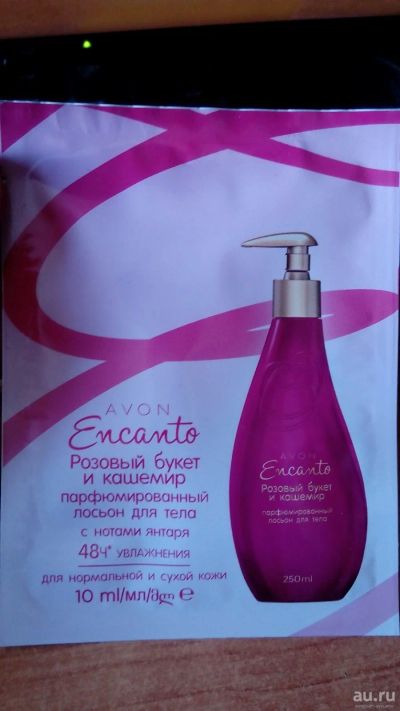 AVON
Encanto
Розовый букет
и кашемир
парфюмированный
лосьон для тела
с нотами янтаря
48ч* УВЛАЖНЕНИЯ
для нормальной и сухой кожи
10 ml/мл/მლ ℮
AVON
Encanto
Розовый букет
и кашемир
парфюмированный
лосьон для тела
250ml
au.ru